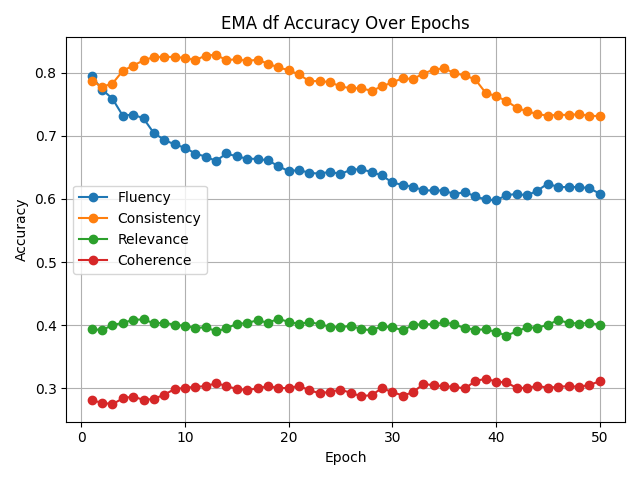 EMA df Accuracy Over Epochs
Accuracy
0.8
0.7
0.6
0.5
0.4
0.3
Fluency
Consistency
Relevance
Coherence
0
10
20
30
40
50
Epoch